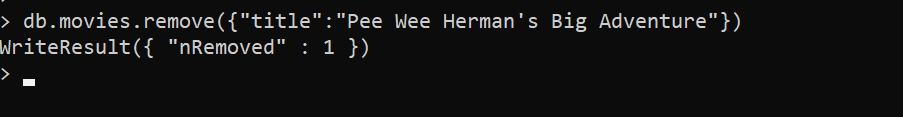 > db.movies.remove({"title":"Pee Wee Herman's Big Adventure"})
WriteResult({ "nRemoved" : 1 })
>